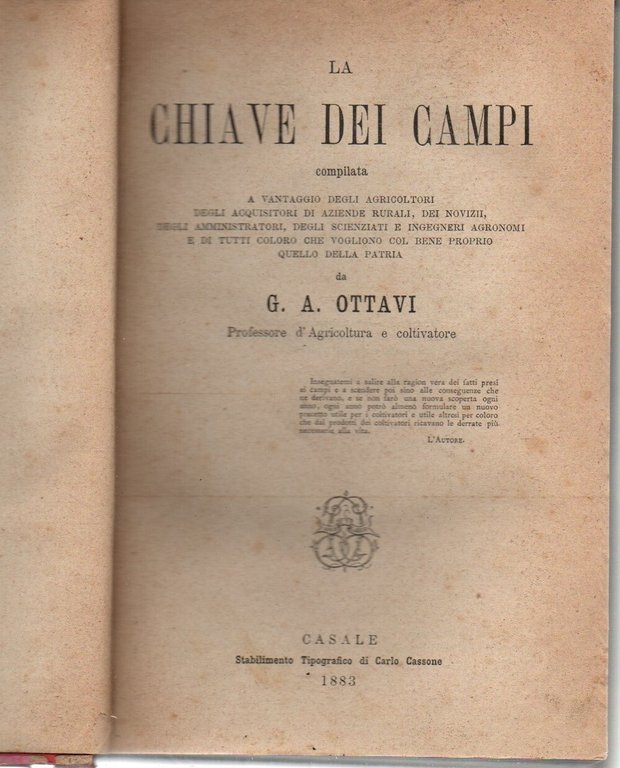 LA
CHIAVE DEI CAMPI
compilata
A VANTAGGIO DEGLI AGRICOLTORI
DEGLI ACQUISITORI DI AZIENDE RURALI, DEI NOVIZII,
DEGLI AMMINISTRATORI, DEGLI SCIENZIATI E INGEGNERI AGRONOMI
E DI TUTTI COLORO CHE VOGLIONO COL BENE PROPRIO
QUELLO DELLA PATRIA
da
G. A. OTTAVI
Professore d'Agricoltura e coltivatore
Insegnatemi a salire alla ragion vera dei fatti presi
ai campi e a scendere poi sino alle conseguenze che
ne derivano, e se non farò una nuova scoperta ogni
anno, ogni anno potrò almeno formulare un nuovo
precetto utile per i coltivatori e utile altresì per coloro
che dai prodotti dei coltivatori ricavano le derrate più
necessarie alla vita.
L'AUTORE.
CASALE
Stabilimento Tipografico di Carlo Cassone
1883